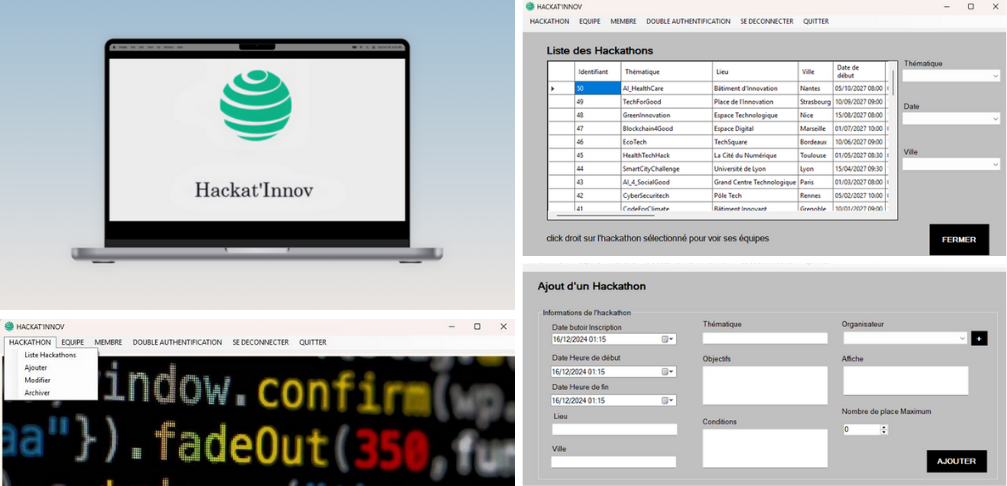 Hackat'Innov
HACKAT'INNOV
HACKATHON EQUIPE MEMBRE DOUBLE AUTHENTIFICATION SE DECONNECTER QUITTER
Liste des Hackathons
Identifiant Thématique Lieu Ville Date de début
50 AI_HealthCare Bâtiment d'Innovation Nantes 05/10/2027 08:00
49 TechForGood Place de l'Innovation Strasbourg 10/09/2027 09:00
48 GreenInnovation Espace Technologique Nice 15/08/2027 08:00
47 Blockchain4Good Espace Digital Marseille 01/07/2027 10:00
46 EcoTech TechSquare Bordeaux 10/06/2027 09:00
45 HealthTechHack La Cité du Numérique Toulouse 01/05/2027 08:30
44 SmartCityChallenge Université de Lyon Lyon 15/04/2027 09:30
43 AI_4_SocialGood Grand Centre Technologique Paris 01/03/2027 08:00
42 CyberSecuritech Pôle Tech Rennes 05/02/2027 10:00
41 CodeForClimate Bâtiment Innovant Grenoble 10/01/2027 09:00
Thématique
Date
Ville
click droit sur l'hackathon sélectionné pour voir ses équipes
FERMER
HACKAT'INNOV
HACKATHON EQUIPE MEMBRE DOUBLE AUTHENTIFICATION SE DECONNECTER QUITTER
Liste Hackathons
Ajouter
Modifier
Archiver
indow.confirm(wp.
aa"}).fadeOut(350,fun
Ajout d'un Hackathon
Informations de l'hackathon
Date butoir Inscription
16/12/2024 01:15
Date Heure de début
16/12/2024 01:15
Date Heure de fin
16/12/2024 01:15
Lieu
Ville
Thématique
Objectifs
Conditions
Organisateur
+
Affiche
Nombre de place Maximum
0
AJOUTER